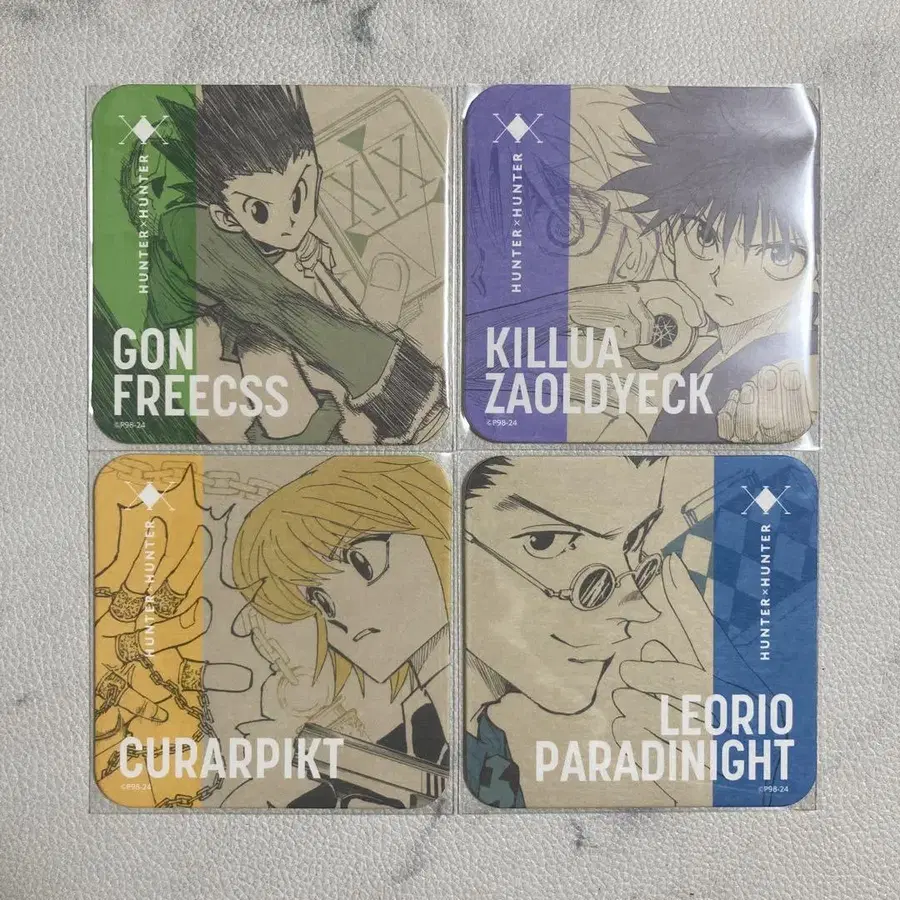 HUNTER×HUNTER
GON
FREECSS
©P98-24
HUNTER×HUNTER
KILLUA
ZAOLDYECK
©P98-24
HUNTER×HUNTER
CURARPIKT
©P98-24
HUNTER×HUNTER
LEORIO
PARADINIGHT
©P98-24